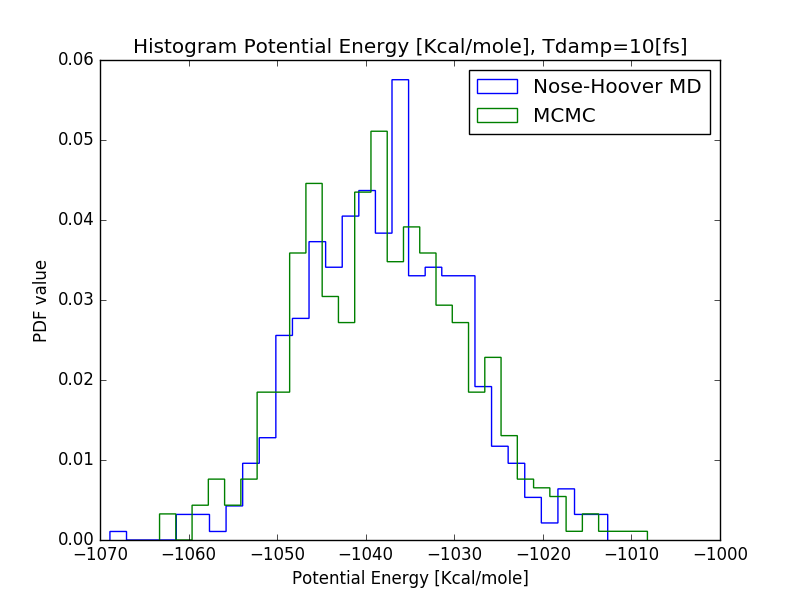 Histogram Potential Energy [Kcal/mole], Tdamp=10[fs]
Nose-Hoover MD
MCMC
0.06
0.05
0.04
0.03
0.02
0.01
0.00
PDF value
−1070 −1060 −1050 −1040 −1030 −1020 −1010 −1000
Potential Energy [Kcal/mole]